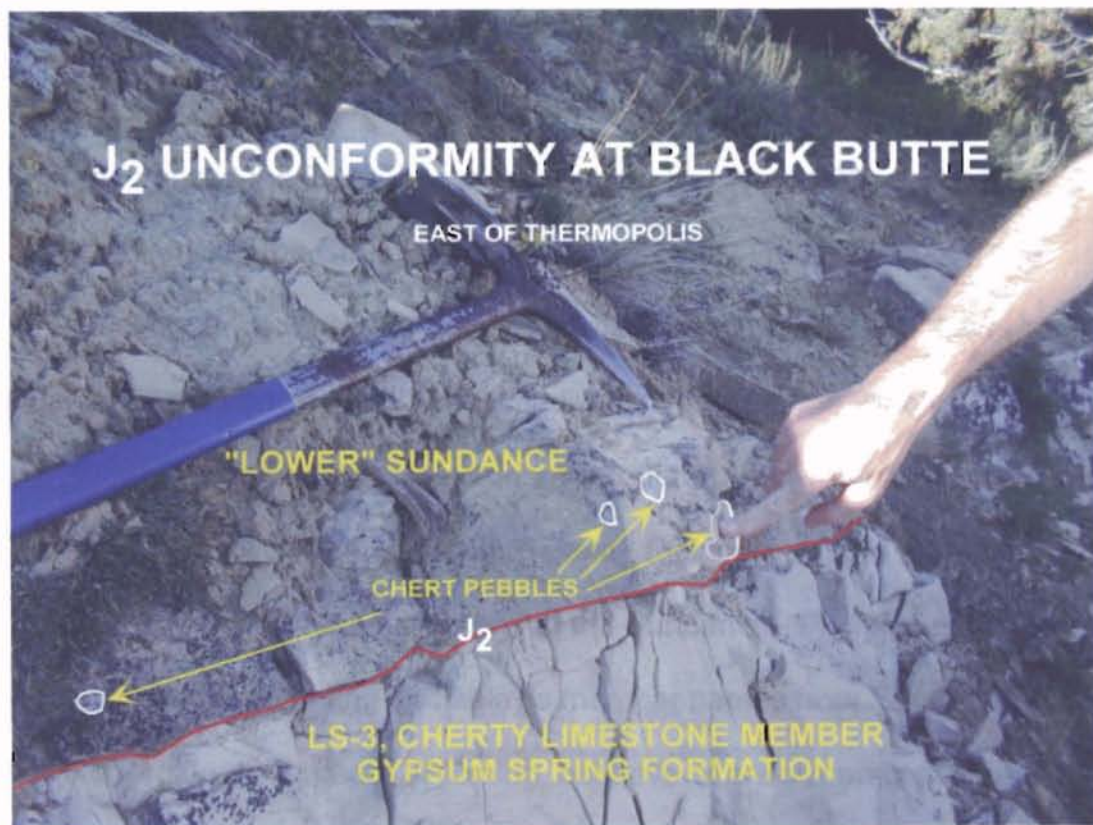 J2 UNCONFORMITY AT BLACK BUTTE
EAST OF THERMOPOLIS
"LOWER" SUNDANCE
CHERT PEBBLES
J2
LS-3, CHERTY LIMESTONE MEMBER
GYPSUM SPRING FORMATION